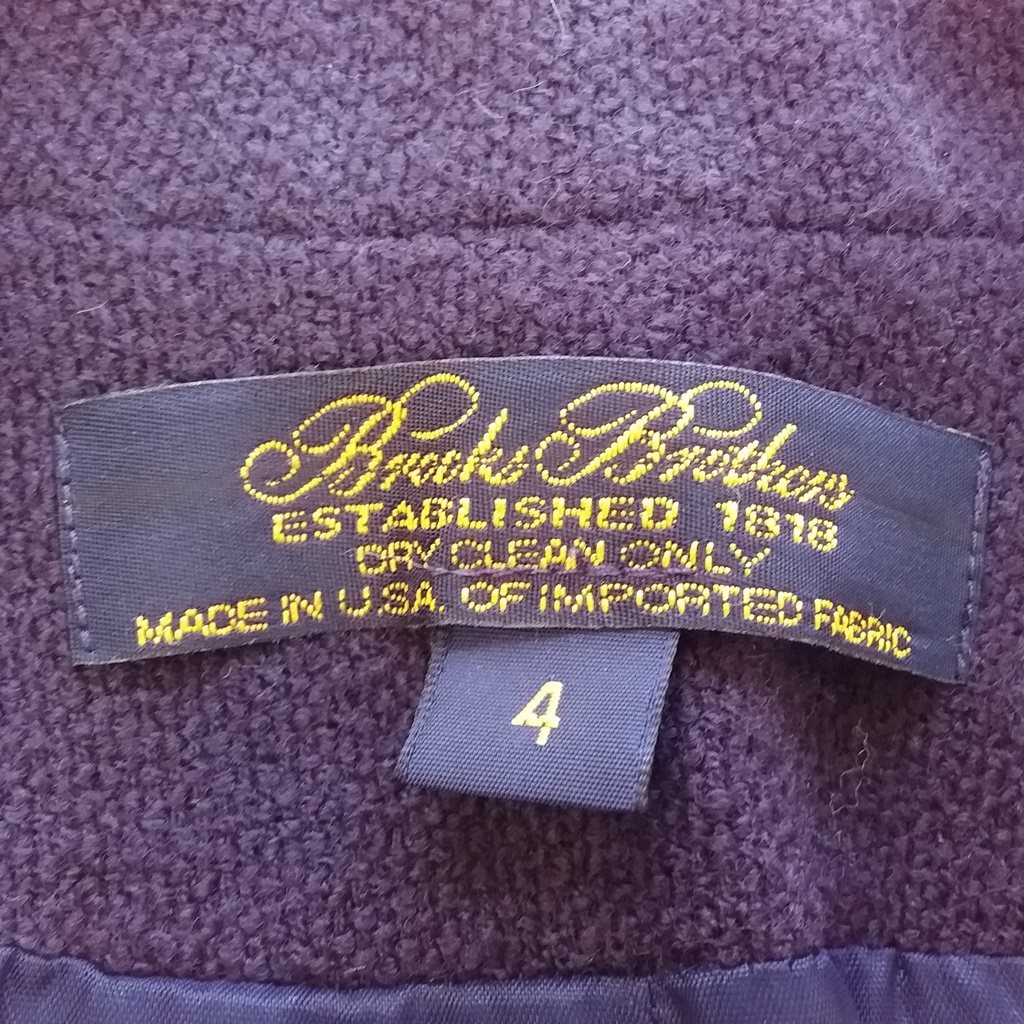 Brooks Brothers
ESTABLISHED 1818
DRY CLEAN ONLY
MADE IN U.S.A. OF IMPORTED FABRIC
4